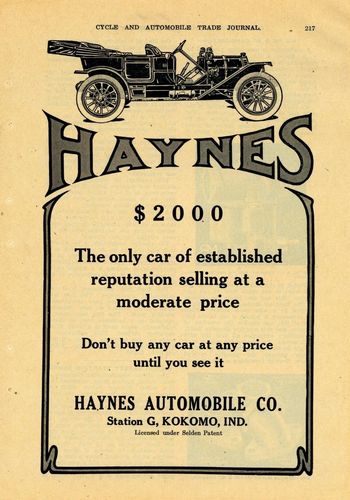 CYCLE AND AUTOMOBILE TRADE JOURNAL. 217
HAYNES
$2000
The only car of established
reputation selling at a
moderate price
Don't buy any car at any price
until you see it
HAYNES AUTOMOBILE CO.
Station G, KOKOMO, IND.
Licensed under Selden Patent